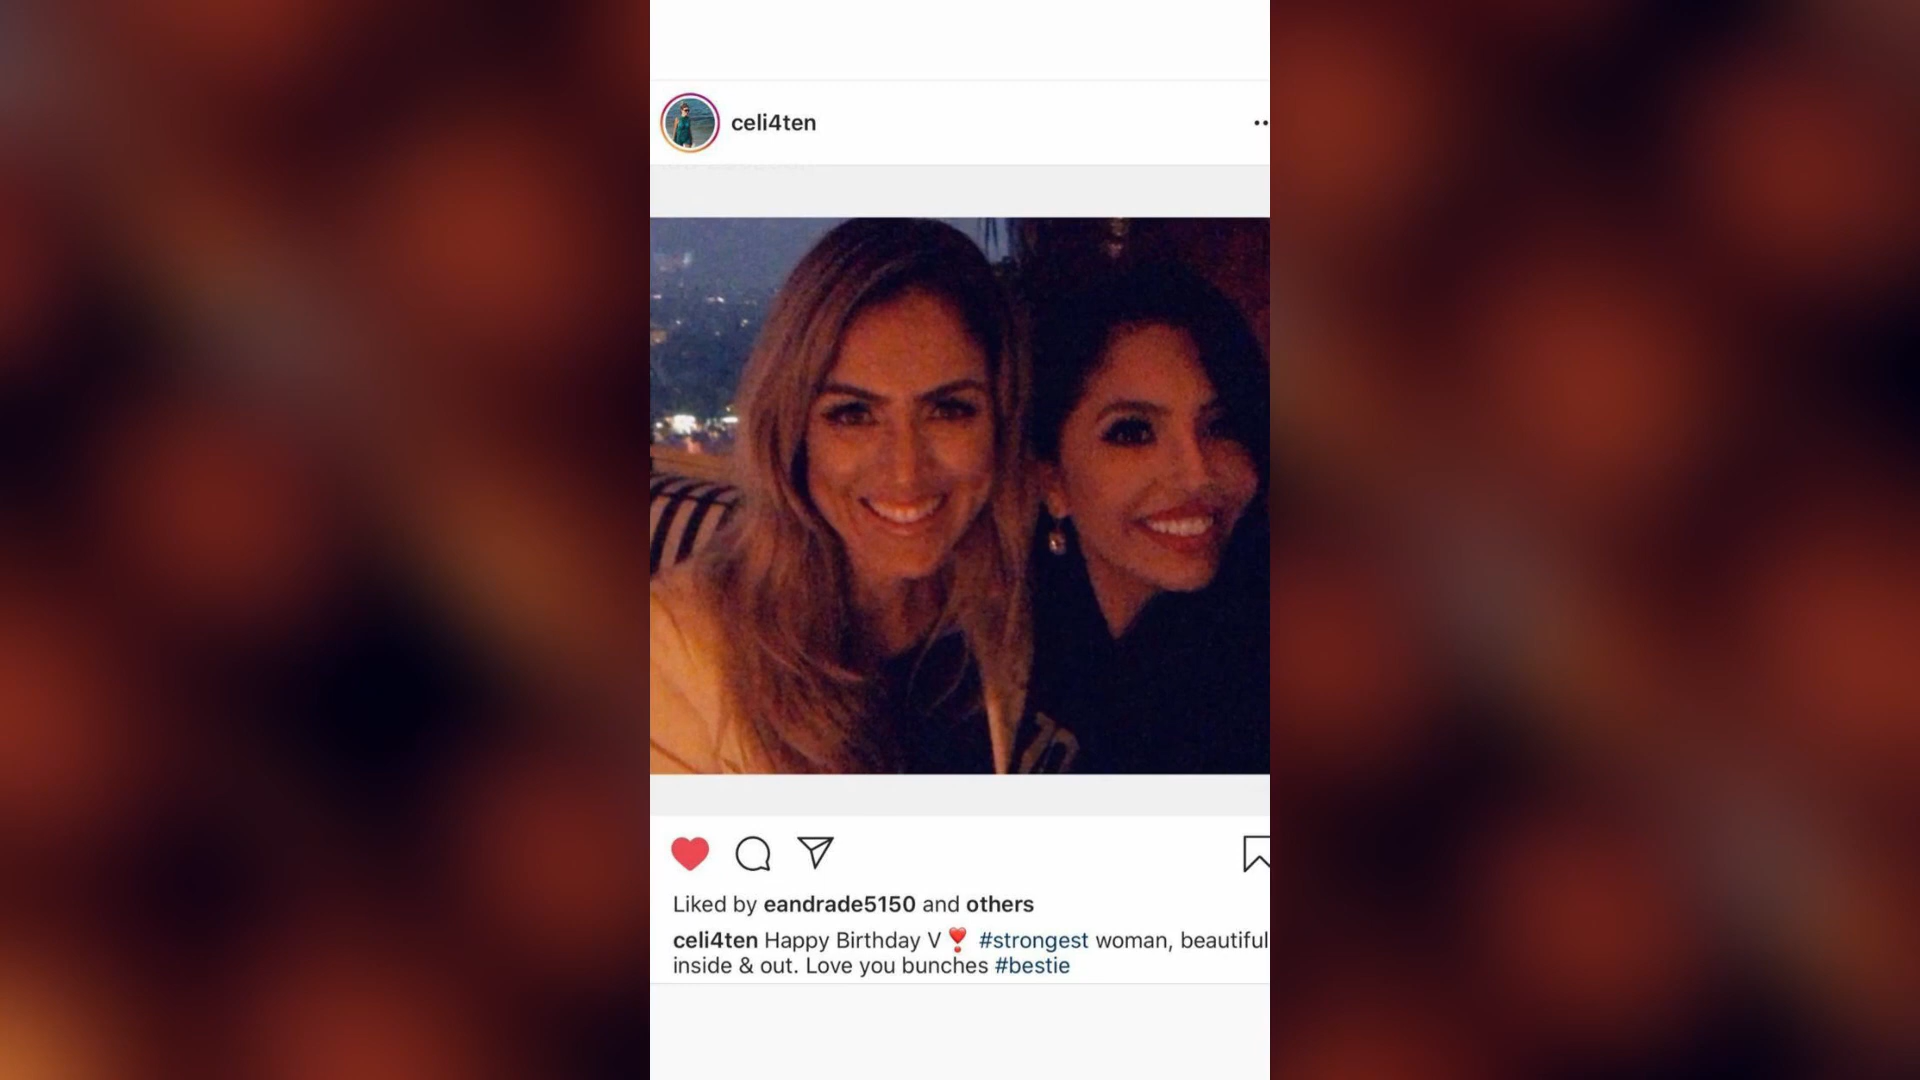 celi4ten
Liked by eandrade5150 and others
celi4ten Happy Birthday V❣️ #strongest woman, beautiful
inside & out. Love you bunches #bestie